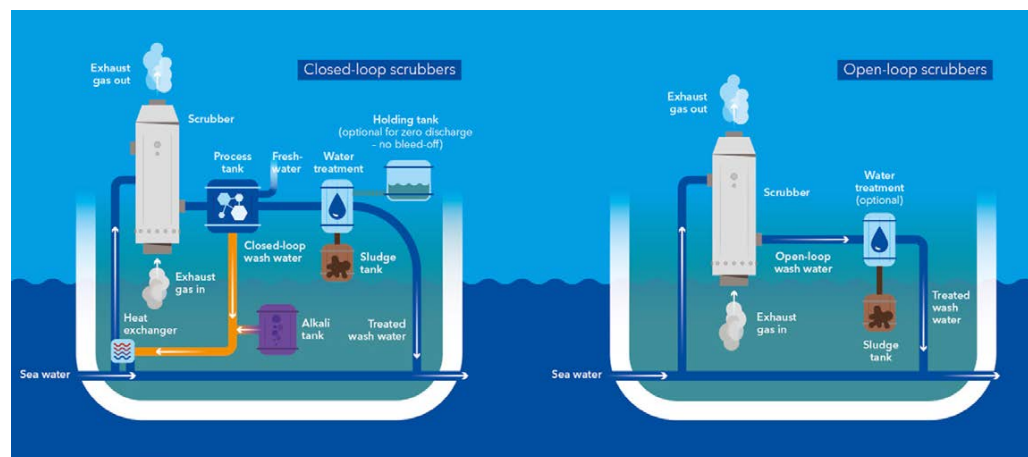 Closed-loop scrubbers
Exhaust
gas out
Scrubber
Holding tank
(optional for zero discharge
- no bleed-off)
Process
tank
Fresh-
water
Water
treatment
Closed-loop
wash water
Sludge
tank
Exhaust
gas in
Heat
exchanger
Alkali
tank
Treated
wash water
Sea water
Open-loop scrubbers
Exhaust
gas out
Scrubber
Water
treatment
(optional)
Open-loop
wash water
Treated
wash
water
Exhaust
gas in
Sludge
tank
Sea water